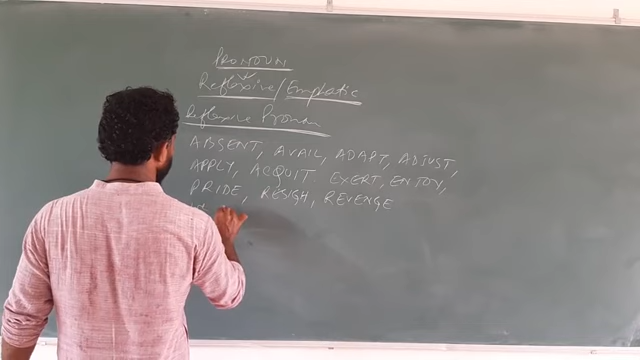 PRONOUN
Reflexive/Emphatic
Reflexive Pronoun
ABSENT, AVAIL, ADAPT, ADJUST,
APPLY, ACQUIT. EXERT, ENJOY,
PRIDE, RESIGN, REVENGE